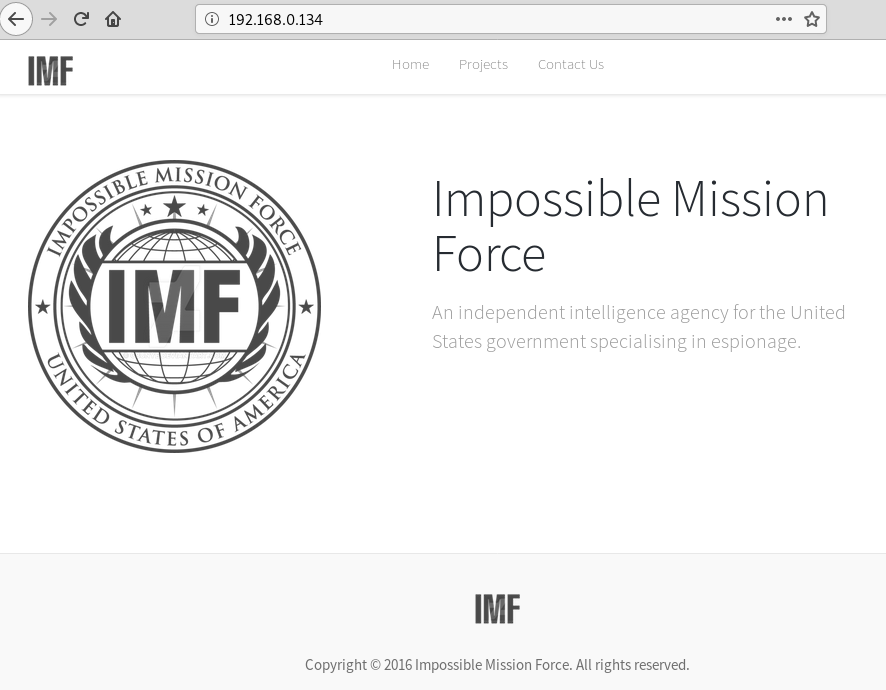 192.168.0.134
IMF
Home Projects Contact Us
IMPOSSIBLE MISSION FORCE
IMF
UNITED STATES OF AMERICA
Impossible Mission
Force
An independent intelligence agency for the United
States government specialising in espionage.
IMF
Copyright © 2016 Impossible Mission Force. All rights reserved.